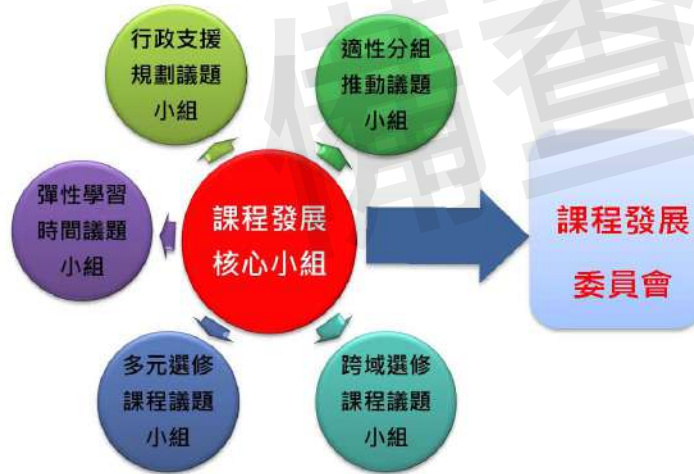 備查
行政支援
規劃議題
小組
適性分組
推動議題
小組
彈性學習
時間議題
小組
課程發展
核心小組
課程發展
委員會
多元選修
課程議題
小組
跨域選修
課程議題
小組